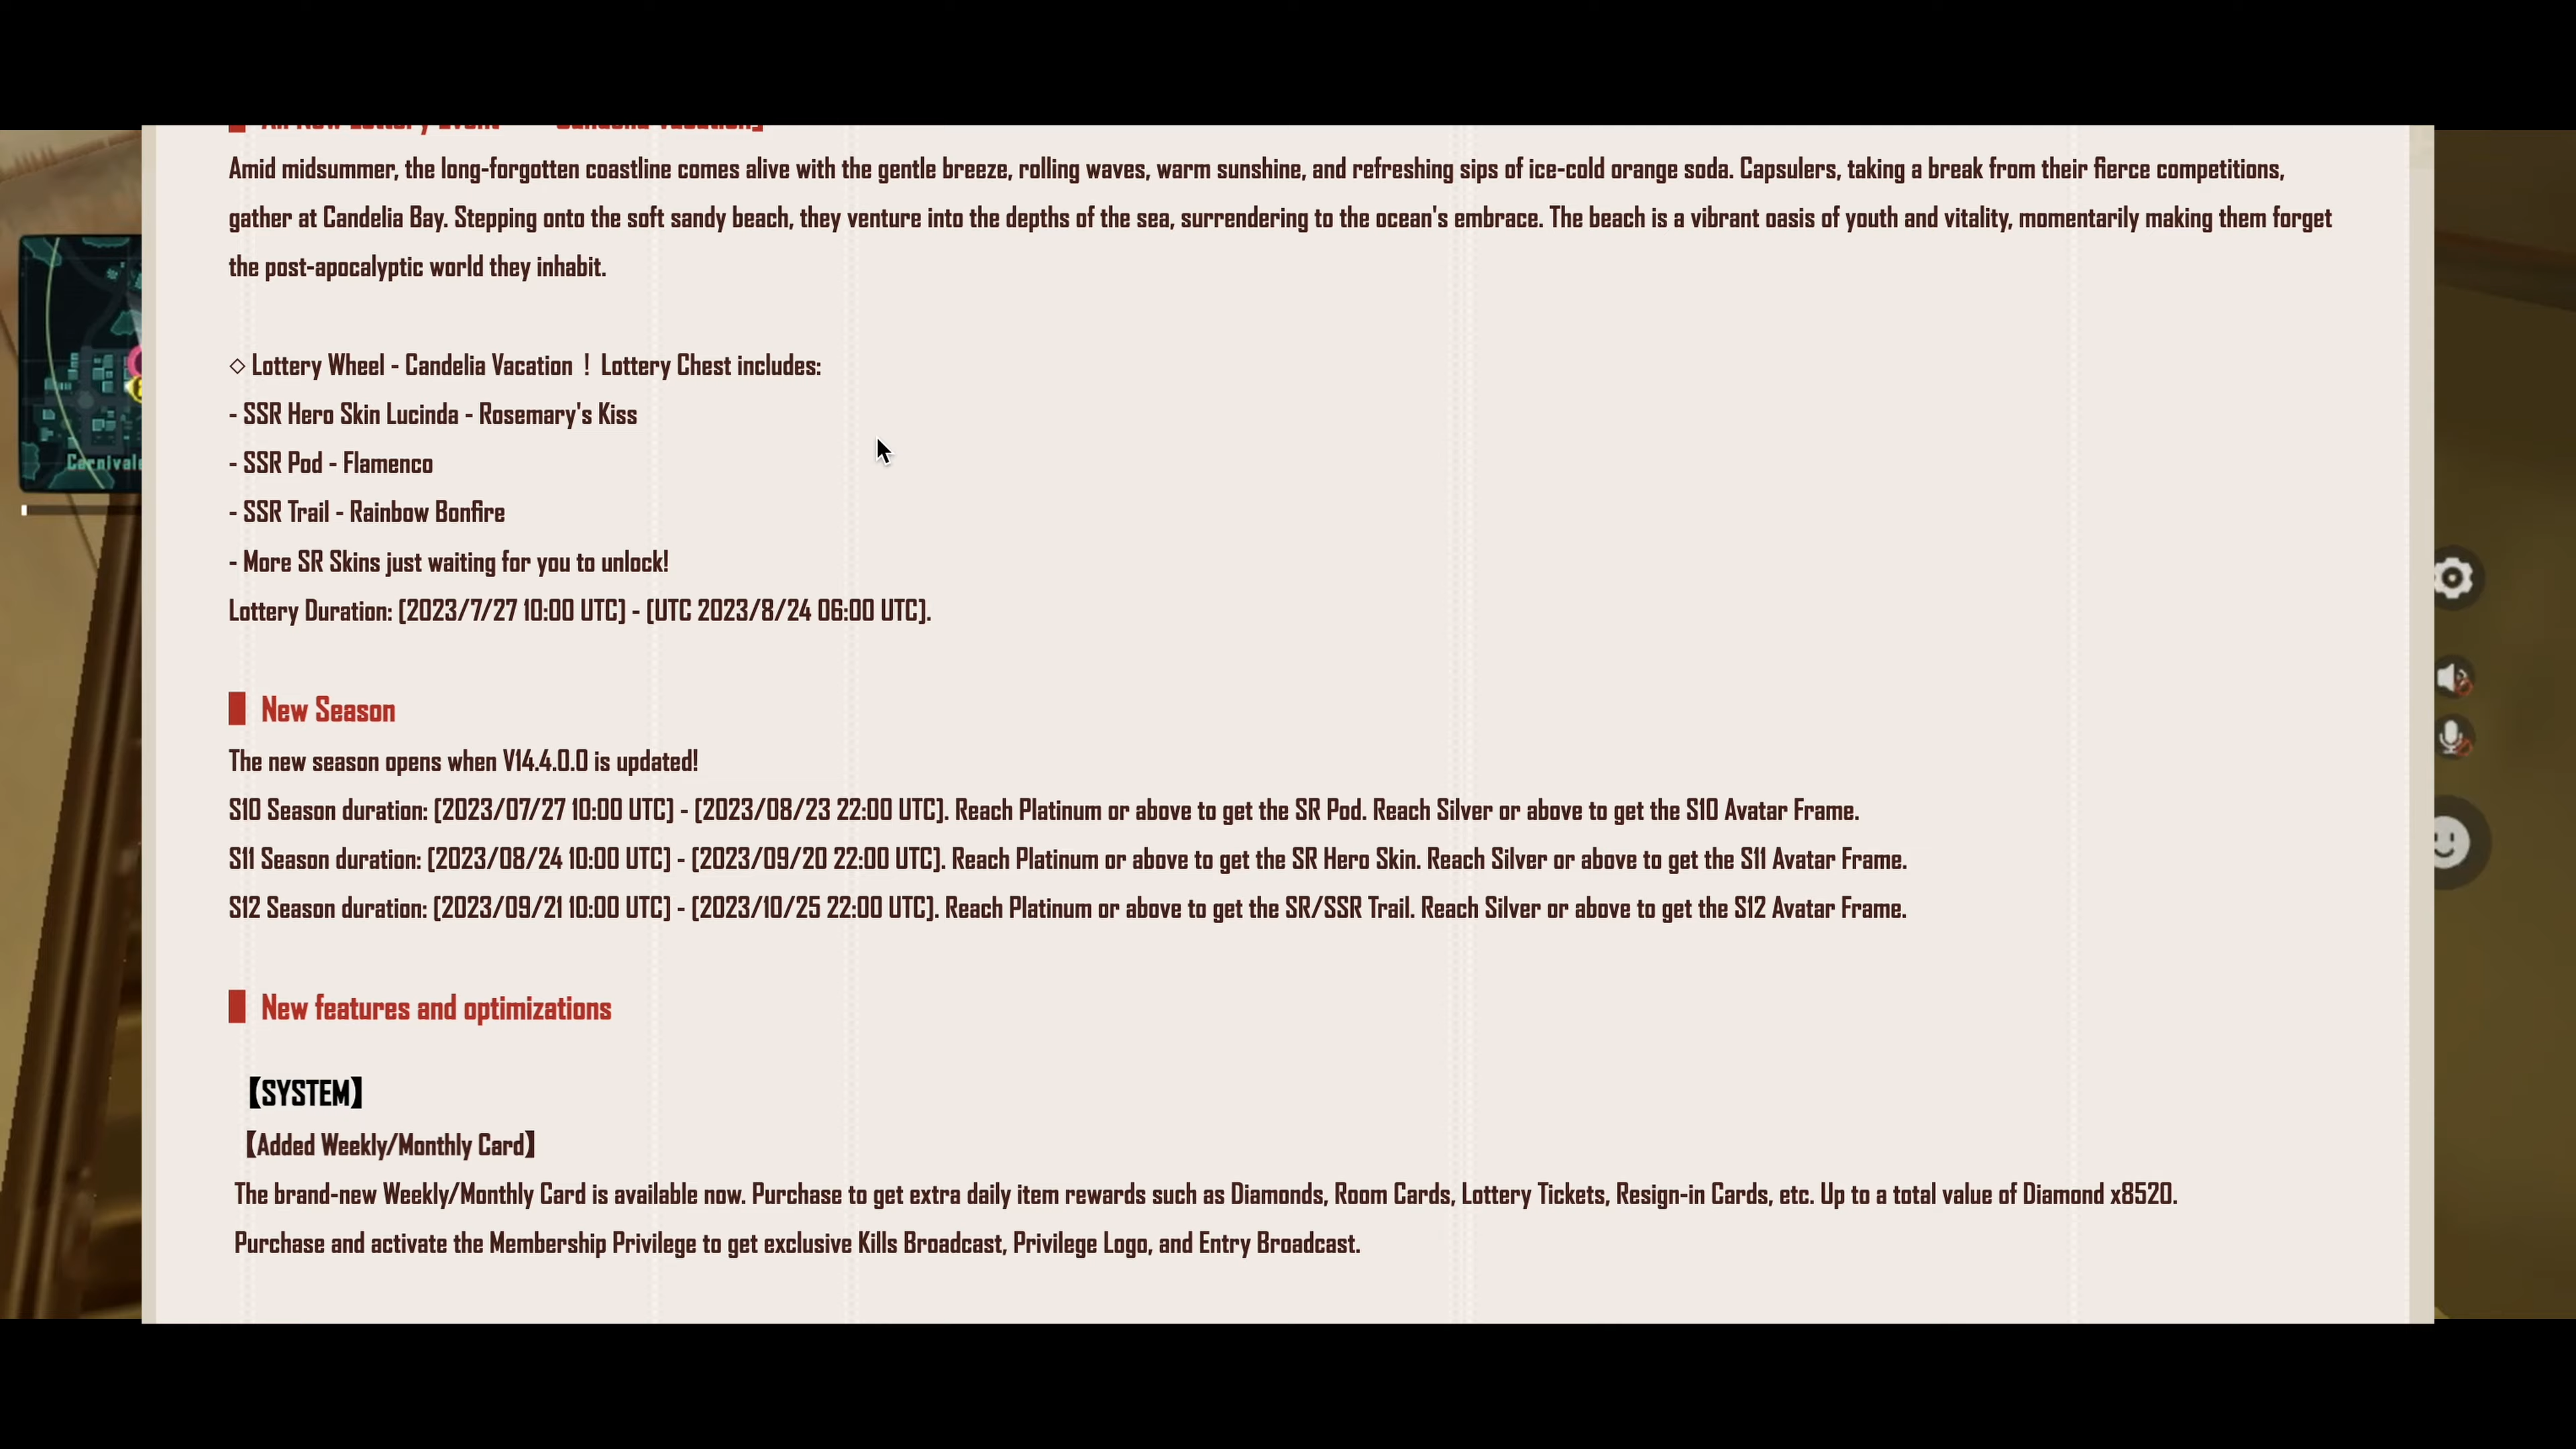 Amid midsummer, the long-forgotten coastline comes alive with the gentle breeze, rolling waves, warm sunshine, and refreshing sips of ice-cold orange soda. Capsulers, taking a break from their fierce competitions,
gather at Candelia Bay. Stepping onto the soft sandy beach, they venture into the depths of the sea, surrendering to the ocean's embrace. The beach is a vibrant oasis of youth and vitality, momentarily making them forget
the post-apocalyptic world they inhabit.
◇ Lottery Wheel - Candelia Vacation！Lottery Chest includes:
- SSR Hero Skin Lucinda - Rosemary's Kiss
- SSR Pod - Flamenco
- SSR Trail - Rainbow Bonfire
- More SR Skins just waiting for you to unlock!
Lottery Duration: [2023/7/27 10:00 UTC] - [UTC 2023/8/24 06:00 UTC].
New Season
The new season opens when V14.4.0.0 is updated!
S10 Season duration: [2023/07/27 10:00 UTC] - [2023/08/23 22:00 UTC]. Reach Platinum or above to get the SR Pod. Reach Silver or above to get the S10 Avatar Frame.
S11 Season duration: [2023/08/24 10:00 UTC] - [2023/09/20 22:00 UTC]. Reach Platinum or above to get the SR Hero Skin. Reach Silver or above to get the S11 Avatar Frame.
S12 Season duration: [2023/09/21 10:00 UTC] - [2023/10/25 22:00 UTC]. Reach Platinum or above to get the SR/SSR Trail. Reach Silver or above to get the S12 Avatar Frame.
New features and optimizations
【SYSTEM】
【Added Weekly/Monthly Card】
The brand-new Weekly/Monthly Card is available now. Purchase to get extra daily item rewards such as Diamonds, Room Cards, Lottery Tickets, Resign-in Cards, etc. Up to a total value of Diamond x8520.
Purchase and activate the Membership Privilege to get exclusive Kills Broadcast, Privilege Logo, and Entry Broadcast.